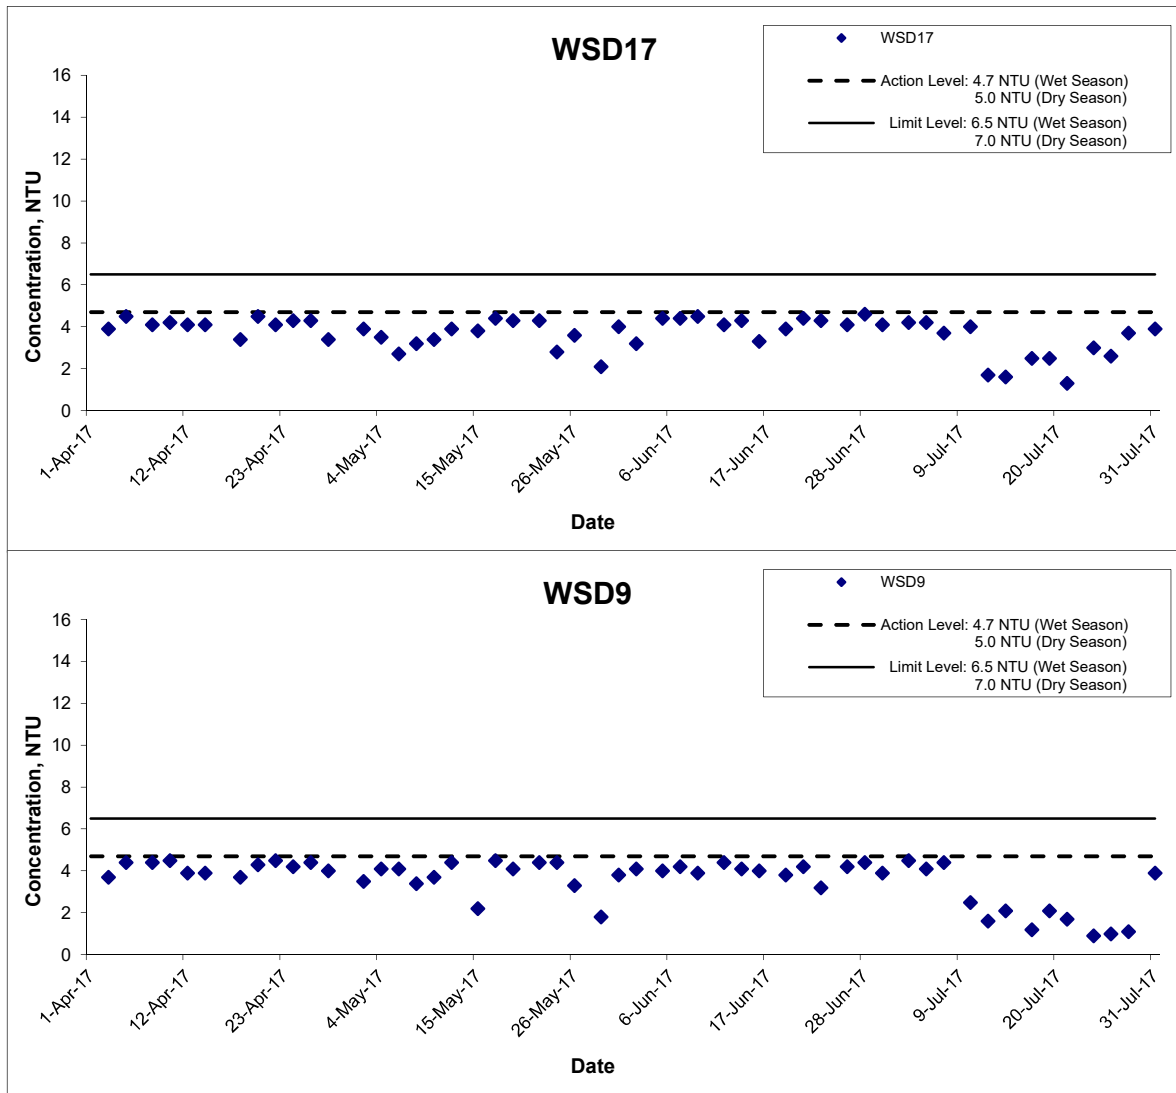 WSD17
WSD17
Action Level: 4.7 NTU (Wet Season)
5.0 NTU (Dry Season)
Limit Level: 6.5 NTU (Wet Season)
7.0 NTU (Dry Season)
Concentration, NTU
16
14
12
10
8
6
4
2
0
1-Apr-17
12-Apr-17
23-Apr-17
4-May-17
15-May-17
26-May-17
6-Jun-17
17-Jun-17
28-Jun-17
9-Jul-17
20-Jul-17
31-Jul-17
Date
WSD9
WSD9
Action Level: 4.7 NTU (Wet Season)
5.0 NTU (Dry Season)
Limit Level: 6.5 NTU (Wet Season)
7.0 NTU (Dry Season)
Concentration, NTU
16
14
12
10
8
6
4
2
0
1-Apr-17
12-Apr-17
23-Apr-17
4-May-17
15-May-17
26-May-17
6-Jun-17
17-Jun-17
28-Jun-17
9-Jul-17
20-Jul-17
31-Jul-17
Date